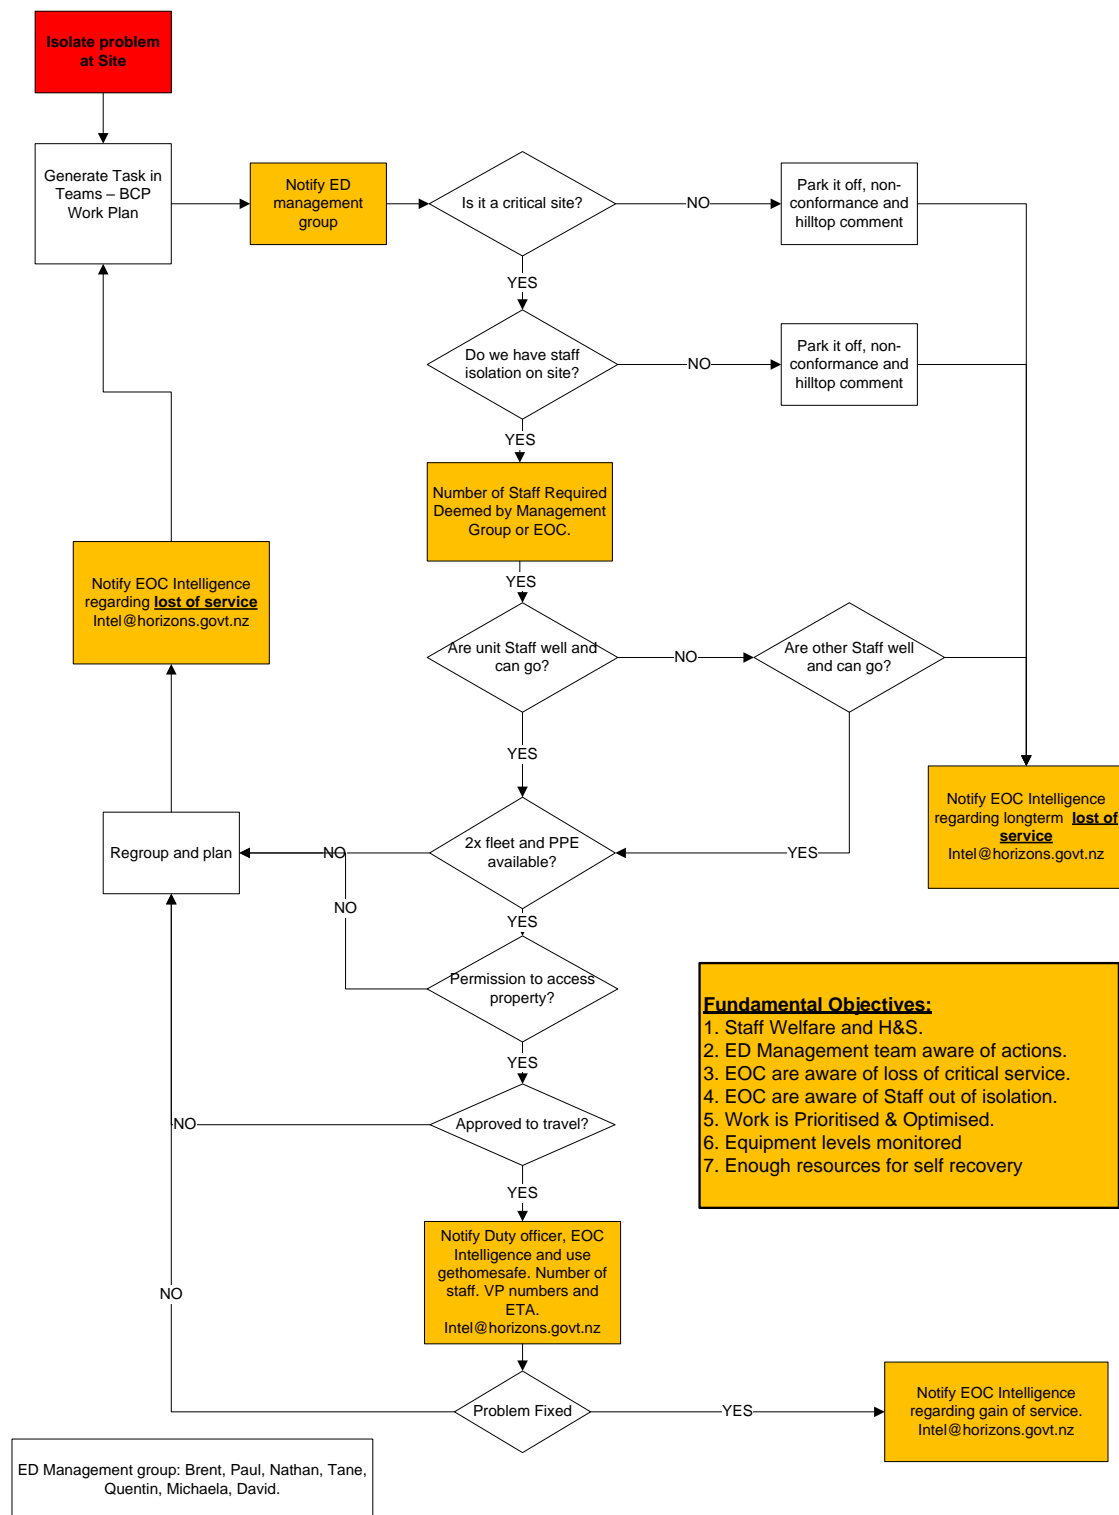 Isolate problem
at Site
Generate Task in
Teams – BCP
Work Plan
Notify ED
management
group
Is it a critical site?
NO
Park it off, non-
conformance and
hilltop comment
YES
Do we have staff
isolation on site?
NO
Park it off, non-
conformance and
hilltop comment
YES
Number of Staff Required
Deemed by Management
Group or EOC.
YES
Notify EOC Intelligence
regarding lost of service
Intel@horizons.govt.nz
Are unit Staff well and
can go?
NO
Are other Staff well
and can go?
YES
Notify EOC Intelligence
regarding longterm lost of
service
Intel@horizons.govt.nz
Regroup and plan
NO
2x fleet and PPE
available?
YES
NO
YES
Permission to access
property?
YES
Fundamental Objectives:
1. Staff Welfare and H&S.
2. ED Management team aware of actions.
3. EOC are aware of loss of critical service.
4. EOC are aware of Staff out of isolation.
5. Work is Prioritised & Optimised.
6. Equipment levels monitored
7. Enough resources for self recovery
NO
Approved to travel?
YES
Notify Duty officer, EOC
Intelligence and use
gethomesafe. Number of
staff. VP numbers and
ETA.
Intel@horizons.govt.nz
NO
Problem Fixed
YES
Notify EOC Intelligence
regarding gain of service.
Intel@horizons.govt.nz
ED Management group: Brent, Paul, Nathan, Tane,
Quentin, Michaela, David.